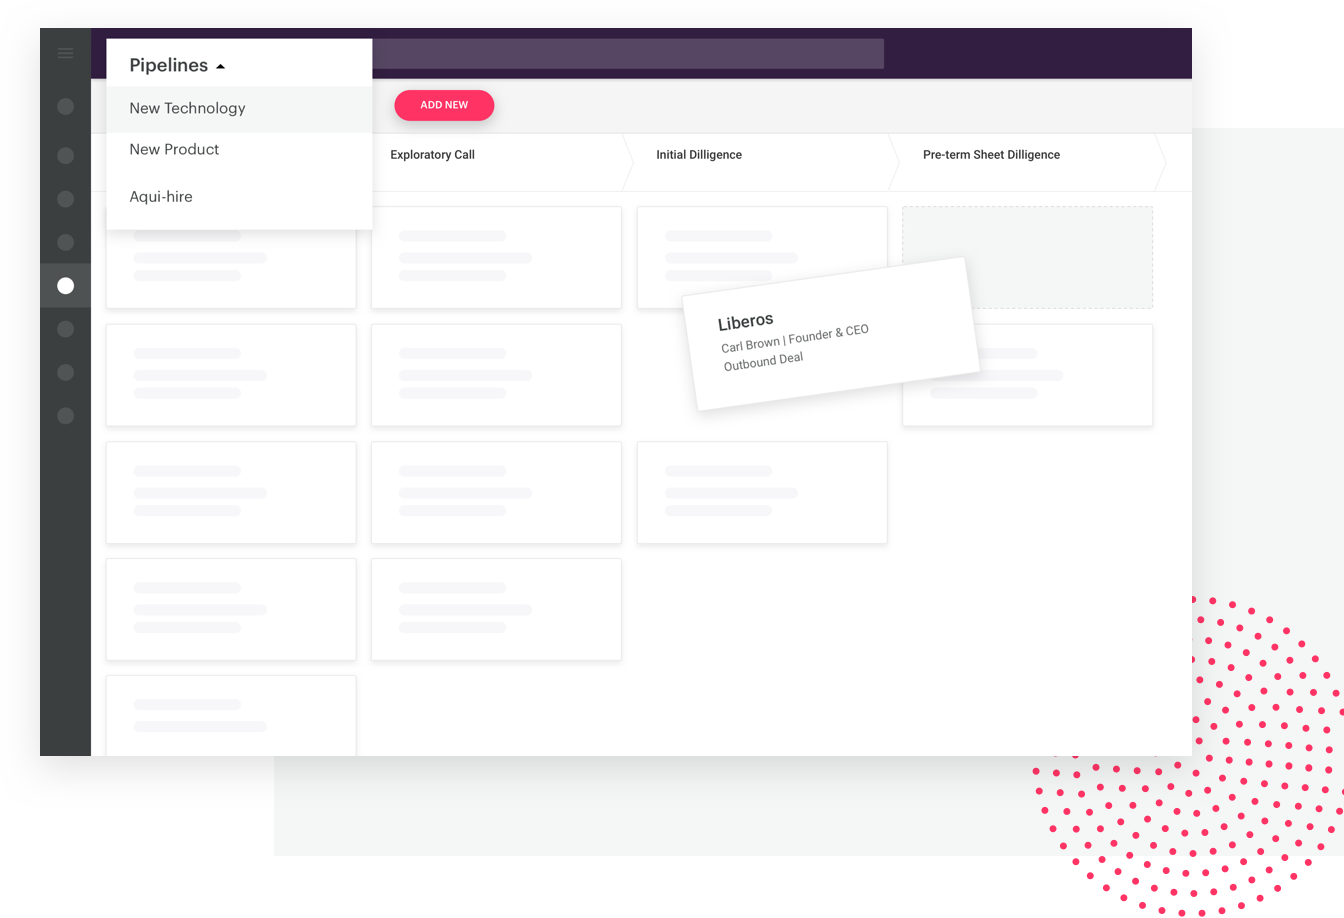 Pipelines
New Technology
New Product
Aqui-hire
ADD NEW
Exploratory Call
Initial Dilligence
Pre-term Sheet Dilligence
Liberos
Carl Brown | Founder & CEO
Outbound Deal